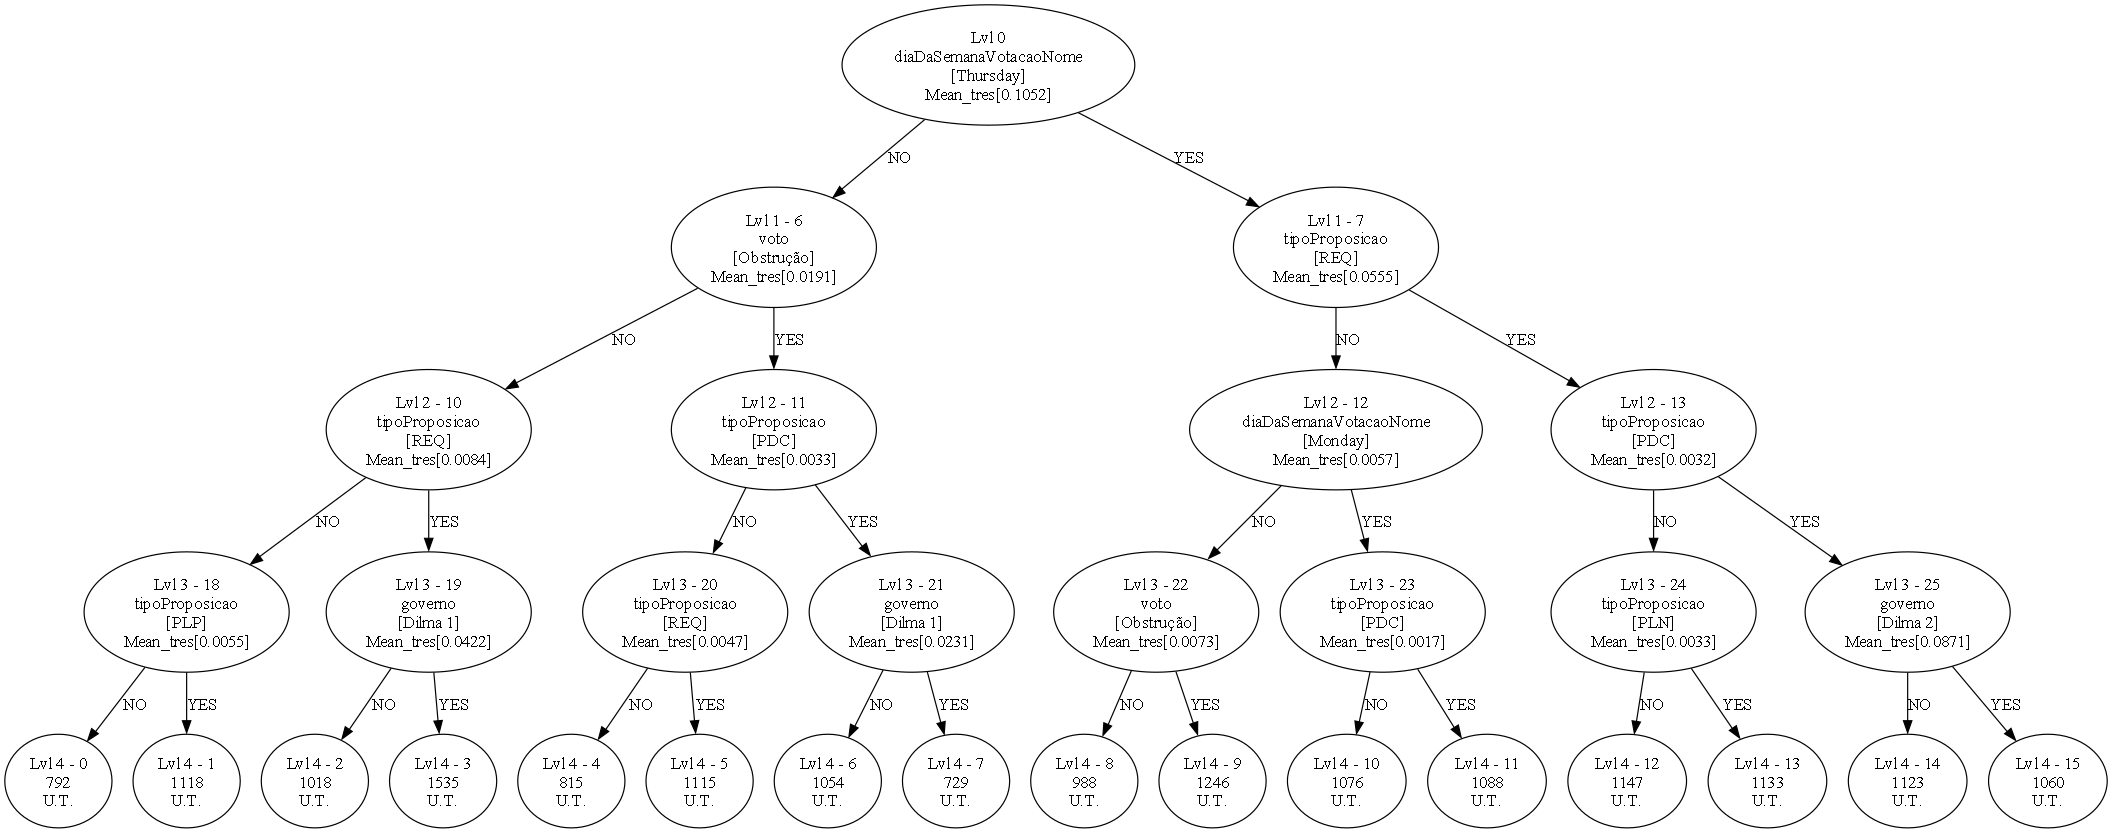 Lvl 0
diaDaSemanaVotacaoNome
[Thursday]
Mean_tres[0.1052]
NO
YES
Lvl 1 - 6
voto
[Obstrução]
Mean_tres[0.0191]
Lvl 1 - 7
tipoProposicao
[REQ]
Mean_tres[0.0555]
NO
YES
NO
YES
Lvl 2 - 10
tipoProposicao
[REQ]
Mean_tres[0.0084]
Lvl 2 - 11
tipoProposicao
[PDC]
Mean_tres[0.0033]
Lvl 2 - 12
diaDaSemanaVotacaoNome
[Monday]
Mean_tres[0.0057]
Lvl 2 - 13
tipoProposicao
[PDC]
Mean_tres[0.0032]
NO
YES
NO
YES
NO
YES
NO
YES
Lvl 3 - 18
tipoProposicao
[PLP]
Mean_tres[0.0055]
Lvl 3 - 19
governo
[Dilma 1]
Mean_tres[0.0422]
Lvl 3 - 20
tipoProposicao
[REQ]
Mean_tres[0.0047]
Lvl 3 - 21
governo
[Dilma 1]
Mean_tres[0.0231]
Lvl 3 - 22
voto
[Obstrução]
Mean_tres[0.0073]
Lvl 3 - 23
tipoProposicao
[PDC]
Mean_tres[0.0017]
Lvl 3 - 24
tipoProposicao
[PLN]
Mean_tres[0.0033]
Lvl 3 - 25
governo
[Dilma 2]
Mean_tres[0.0871]
NO
YES
NO
YES
NO
YES
NO
YES
NO
YES
NO
YES
NO
YES
NO
YES
Lvl 4 - 0
792
U.T.
Lvl 4 - 1
1118
U.T.
Lvl 4 - 2
1018
U.T.
Lvl 4 - 3
1535
U.T.
Lvl 4 - 4
815
U.T.
Lvl 4 - 5
1115
U.T.
Lvl 4 - 6
1054
U.T.
Lvl 4 - 7
729
U.T.
Lvl 4 - 8
988
U.T.
Lvl 4 - 9
1246
U.T.
Lvl 4 - 10
1076
U.T.
Lvl 4 - 11
1088
U.T.
Lvl 4 - 12
1147
U.T.
Lvl 4 - 13
1133
U.T.
Lvl 4 - 14
1123
U.T.
Lvl 4 - 15
1060
U.T.